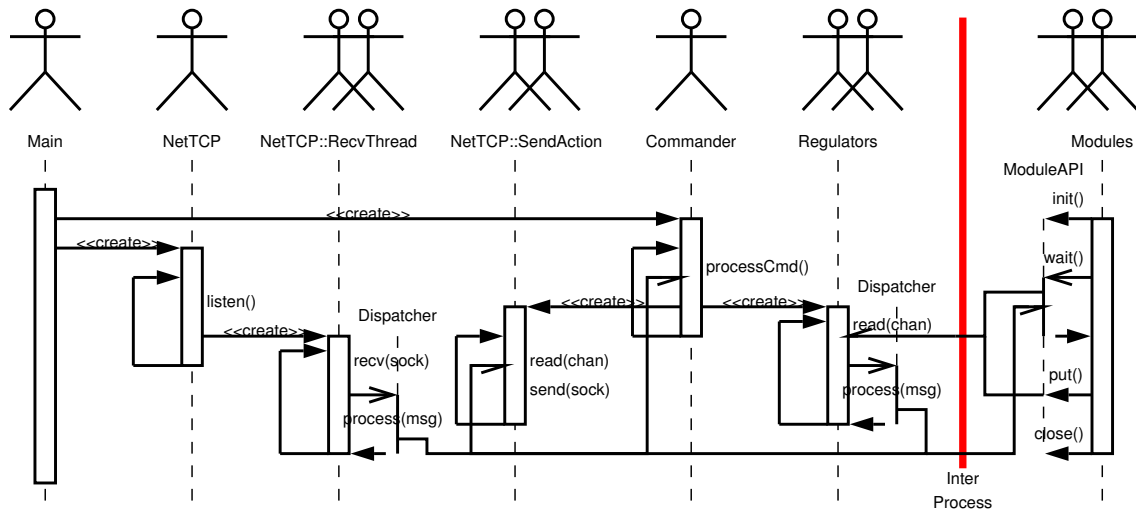 Main
NetTCP
NetTCP::RecvThread
NetTCP::SendAction
Commander
Regulators
Modules
ModuleAPI
init()
<<create>>
<<create>>
wait()
processCmd()
Dispatcher
listen()
<<create>>
<<create>>
Dispatcher
<<create>>
read(chan)
recv(sock)
read(chan)
process(msg)
put()
send(sock)
process(msg)
close()
Inter
Process